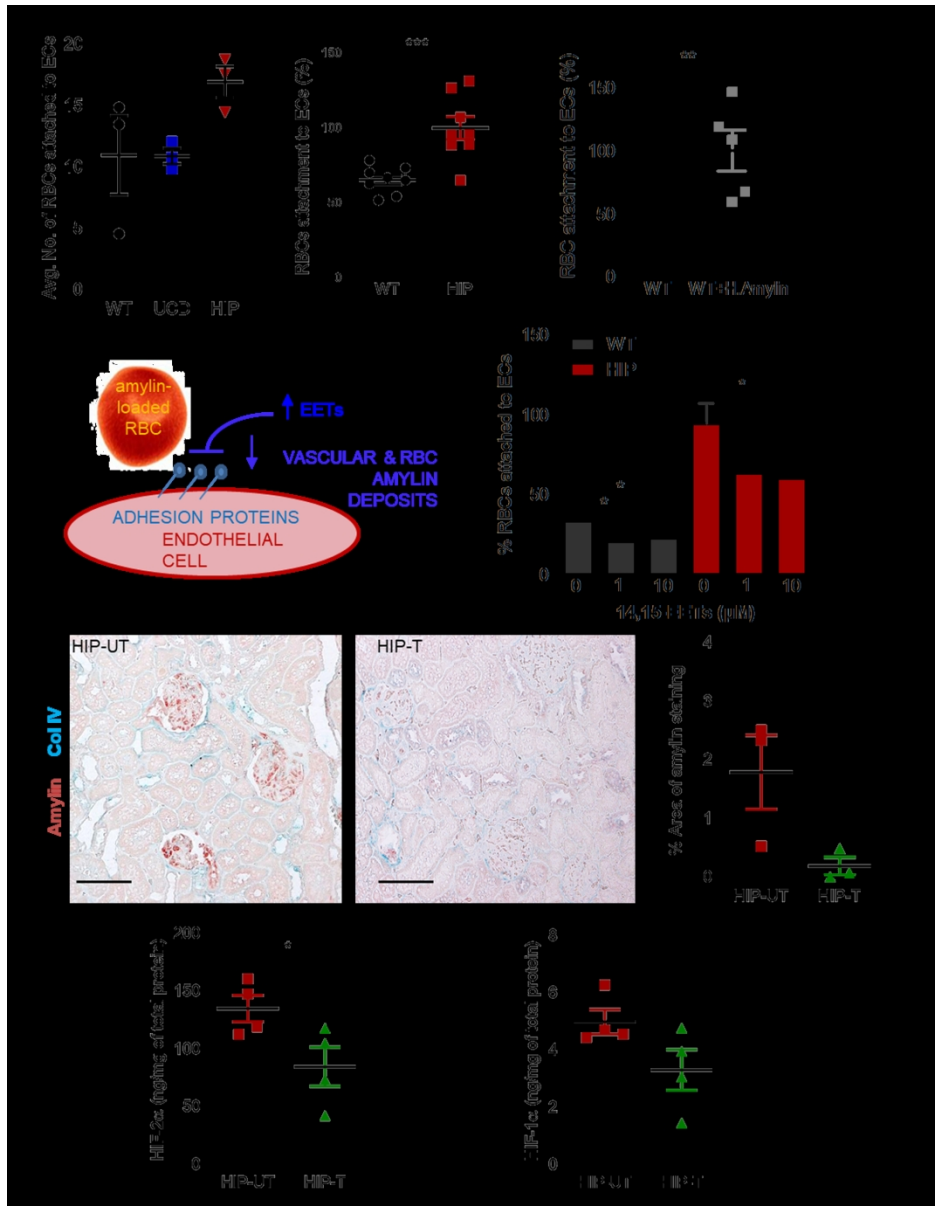 Avg. No. of RBCs attached to ECs
20
15
10
5
0
WT UCD HIP
RBCs attachment to ECs (%)
***
150
100
50
0
WT HIP
RBC attachment to ECs (%)
**
150
100
50
0
WT WT+H.Amylin
amylin-
loaded
RBC
↑ EETs
↓ VASCULAR & RBC
AMYLIN
DEPOSITS
ADHESION PROTEINS
ENDOTHELIAL
CELL
% RBCs attached to ECs
150
100
50
0
WT
HIP
*
*
*
0 1 10 0 1 10
14,15-EETs (μM)
Amylin Col IV
HIP-UT
HIP-T
% Area of amylin staining
4
3
2
1
0
HIP-UT HIP-T
HIF-2α (ng/mg of total protein)
*
200
150
100
50
0
HIP-UT HIP-T
HIF-1α (ng/mg of total protein)
8
6
4
2
0
HIP-UT HIP-T